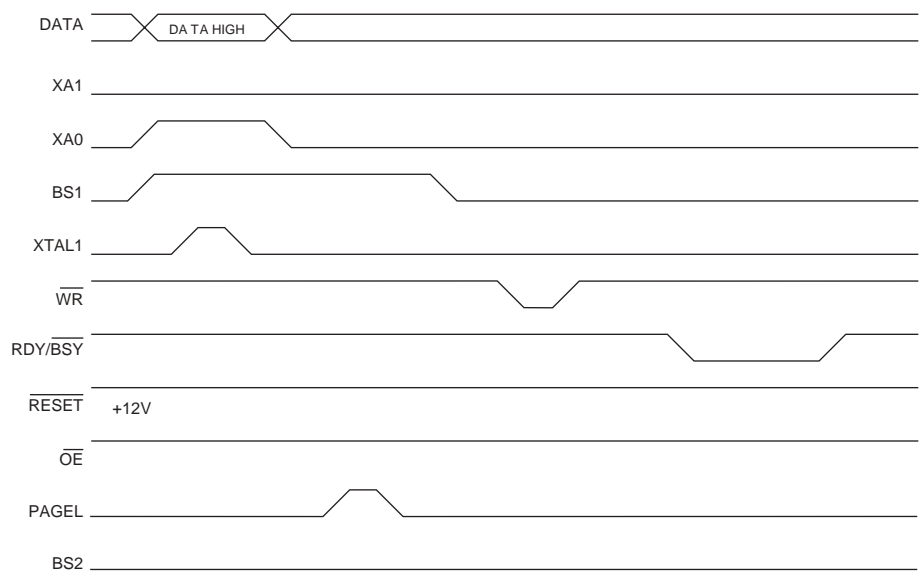 DATA
DA TA HIGH
XA1
XA0
BS1
XTAL1
WR
RDY/BSY
RESET
+12V
OE
PAGEL
BS2